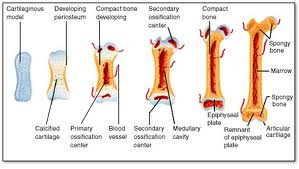 Cartilaginous
model
Developing
periosteum
Compact bone
developing
Secondary
ossification
center
Compact
bone
Spongy
bone
Marrow
Spongy
bone
Calcified
cartilage
Primary
ossification
center
Blood
vessel
Secondary
ossification
center
Medullary
cavity
Epiphyseal
plate
Remnant
of epiphyseal
plate
Articular
cartilage